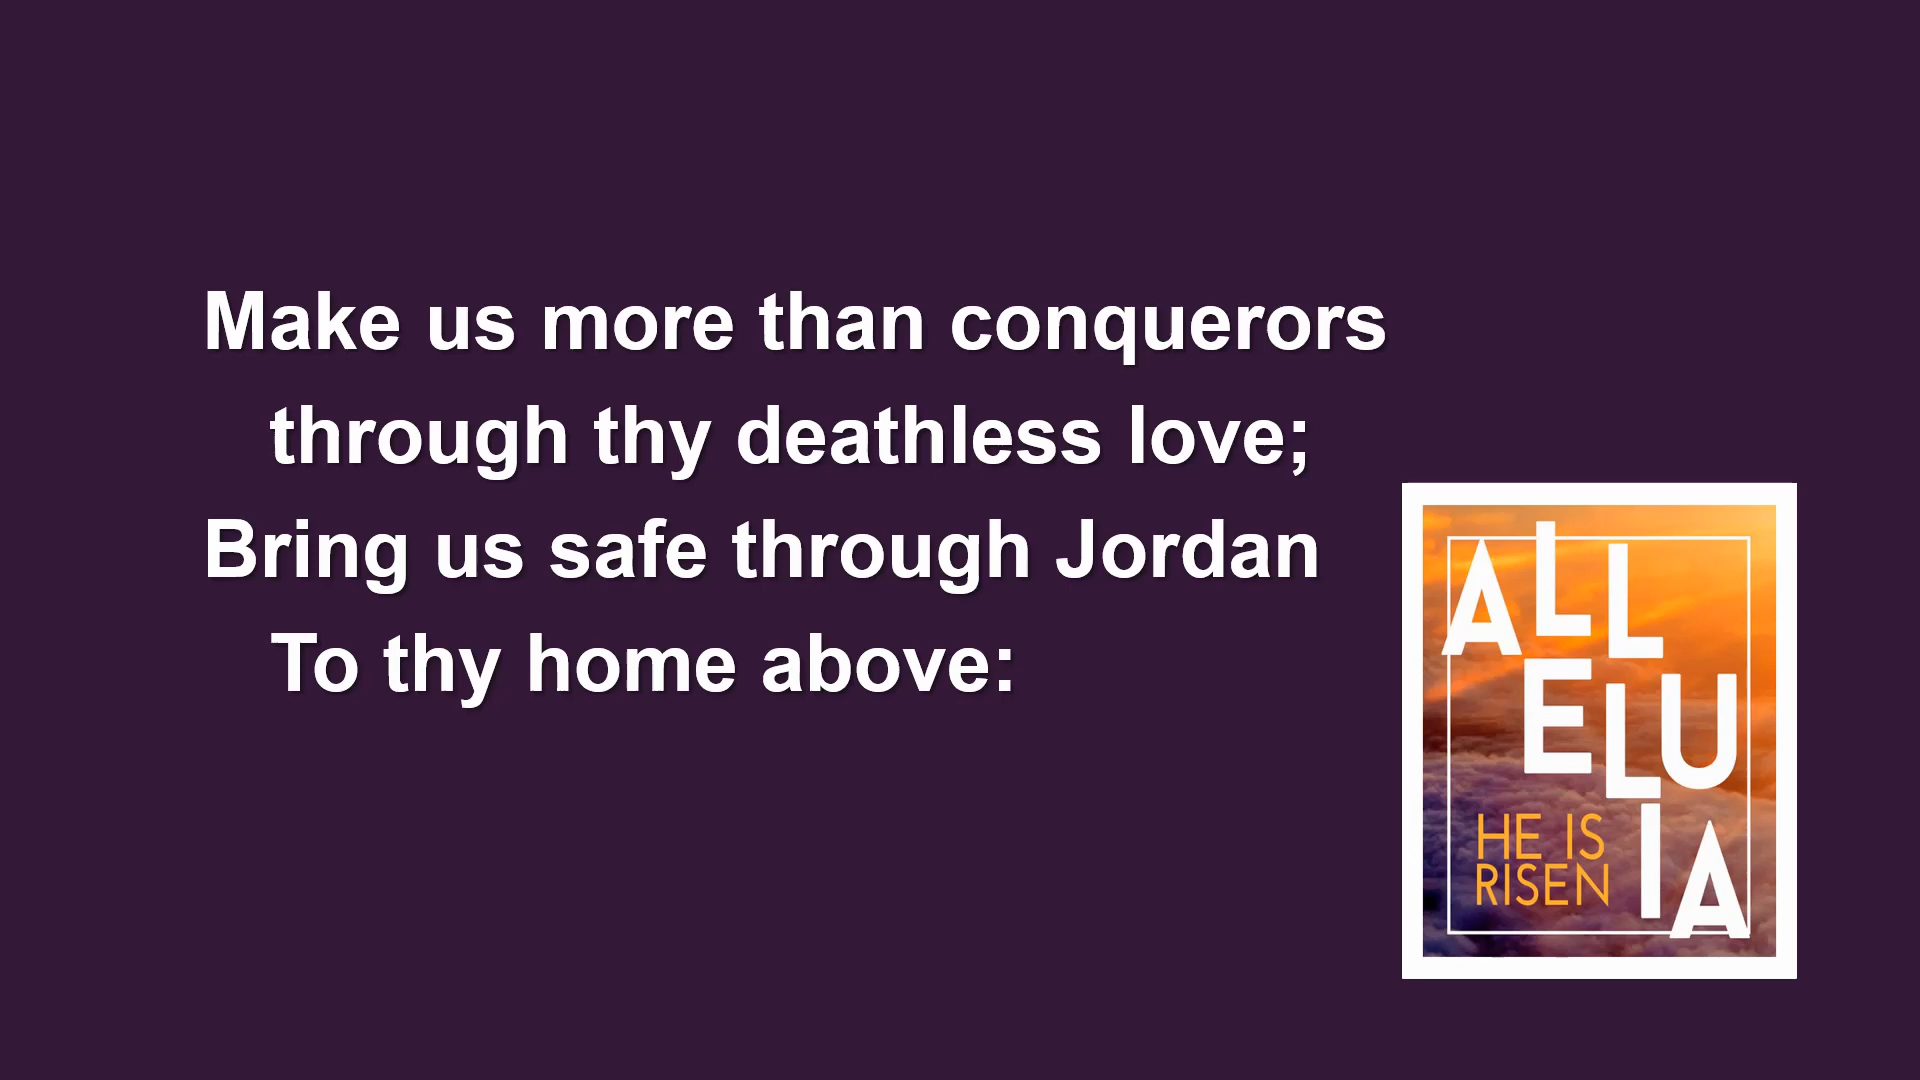 Make us more than conquerors
through thy deathless love;
Bring us safe through Jordan
To thy home above:
ALL
ELU
IA
HE IS
RISEN